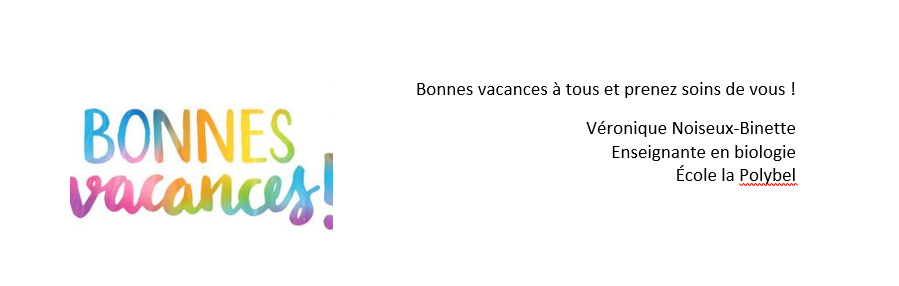 BONNES
vacances!
Bonnes vacances à tous et prenez soins de vous !
Véronique Noiseux-Binette
Enseignante en biologie
École la Polybel